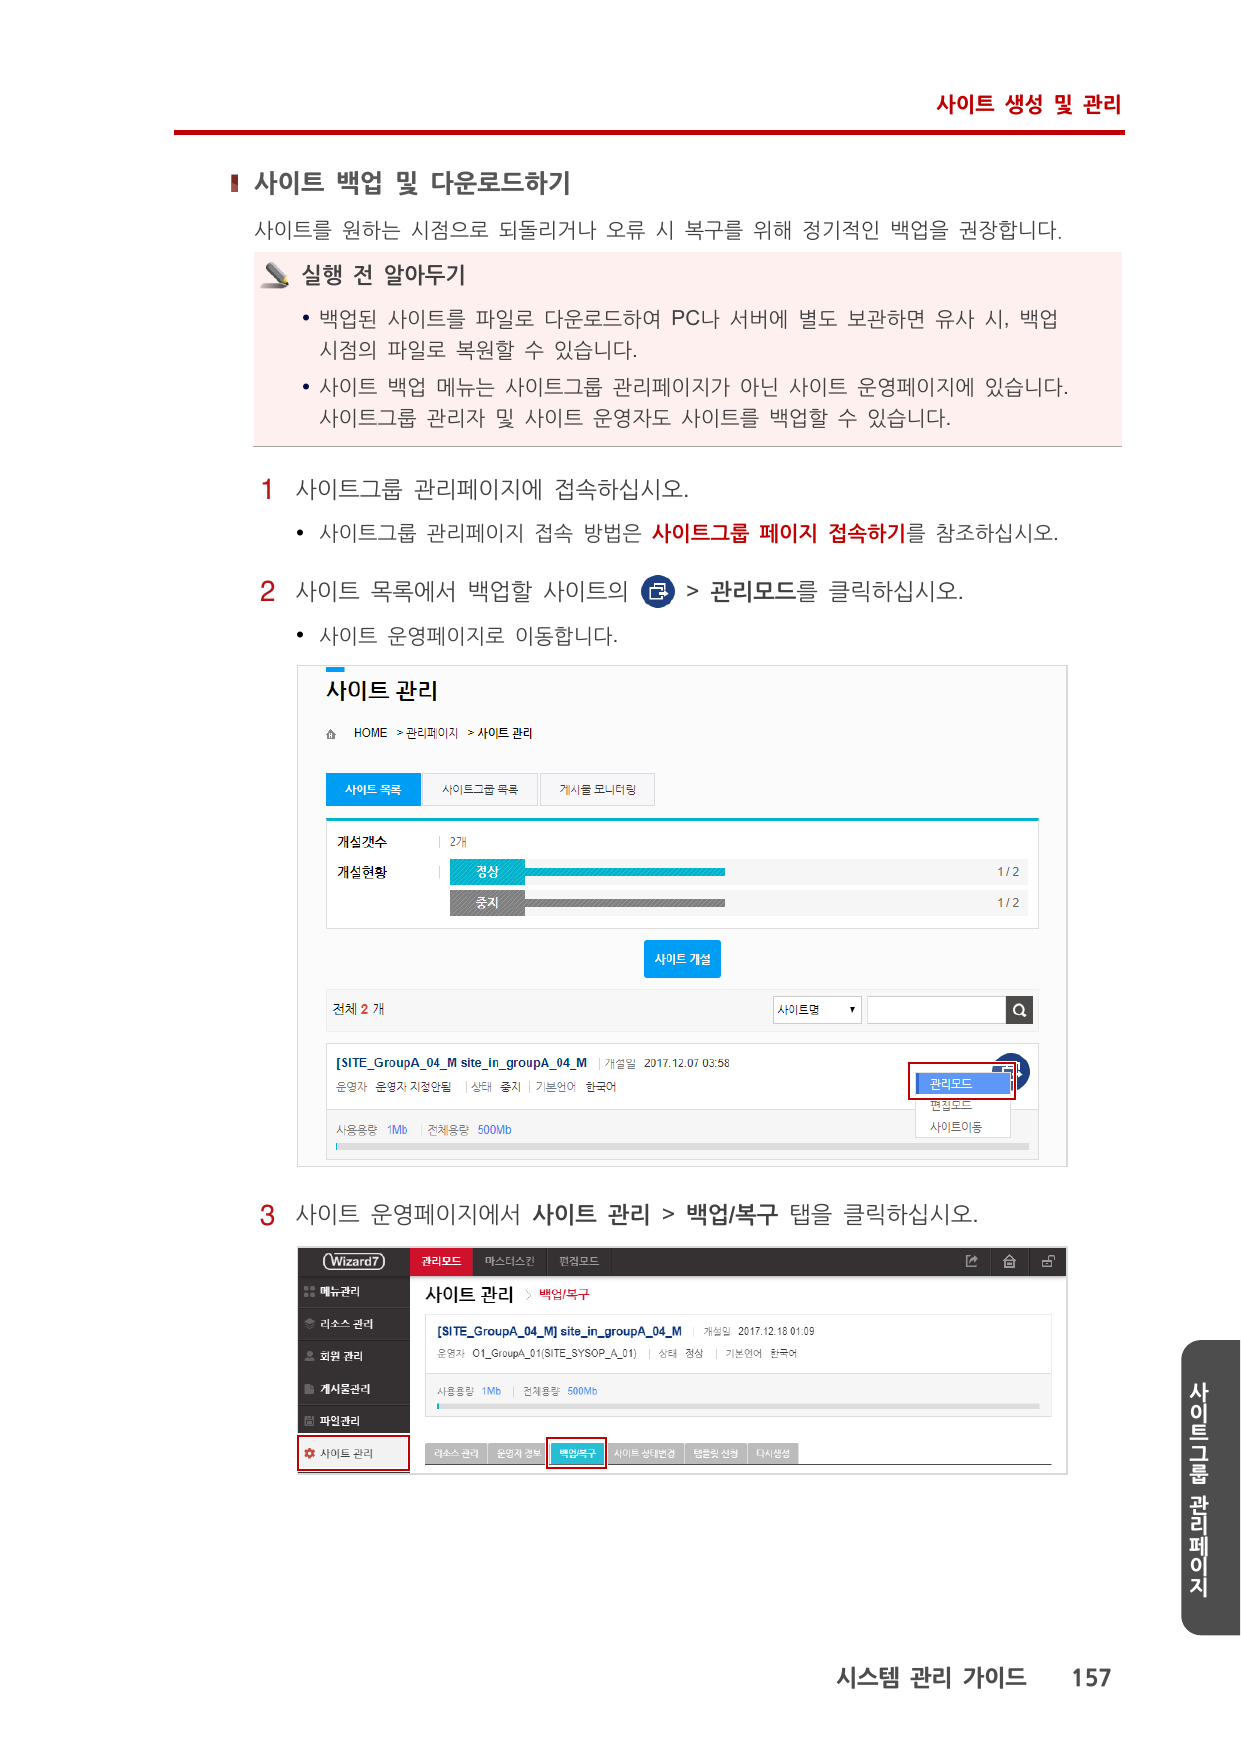 사이트 생성 및 관리
사이트 백업 및 다운로드하기
사이트를 원하는 시점으로 되돌리거나 오류 시 복구를 위해 정기적인 백업을 권장합니다.
실행 전 알아두기
• 백업된 사이트를 파일로 다운로드하여 PC나 서버에 별도 보관하면 유사 시, 백업
시점의 파일로 복원할 수 있습니다.
• 사이트 백업 메뉴는 사이트그룹 관리페이지가 아닌 사이트 운영페이지에 있습니다.
사이트그룹 관리자 및 사이트 운영자도 사이트를 백업할 수 있습니다.
1 사이트그룹 관리페이지에 접속하십시오.
• 사이트그룹 관리페이지 접속 방법은 사이트그룹 페이지 접속하기를 참조하십시오.
2 사이트 목록에서 백업할 사이트의 > 관리모드를 클릭하십시오.
• 사이트 운영페이지로 이동합니다.
사이트 관리
HOME > 관리페이지 > 사이트 관리
사이트 목록 사이트그룹 목록 게시물 모니터링
개설갯수 2개
개설현황 정상 1 / 2
중지 1 / 2
사이트 개설
전체 2 개 사이트명
[SITE_GroupA_04_M site_in_groupA_04_M 개설일 2017.12.07 03:58
운영자 운영자 지정안됨 상태 중지 기본언어 한국어
관리모드
편집모드
사이트이동
사용용량 1Mb 전체용량 500Mb
3 사이트 운영페이지에서 사이트 관리 > 백업/복구 탭을 클릭하십시오.
Wizard7 관리모드 마스터스킨 편집모드
메뉴관리
리소스 관리
회원 관리
게시물관리
파일관리
사이트 관리
사이트 관리 > 백업/복구
[SITE_GroupA_04_M] site_in_groupA_04_M 개설일 2017.12.18 01:09
운영자 O1_GroupA_01(SITE_SYSOP_A_01) 상태 정상 기본언어 한국어
사용용량 1Mb 전체용량 500Mb
리소스 관리 운영자 정보 백업/복구 사이트 상태변경 템플릿 신청 다시생성
사이트그룹 관리페이지
시스템 관리 가이드 157